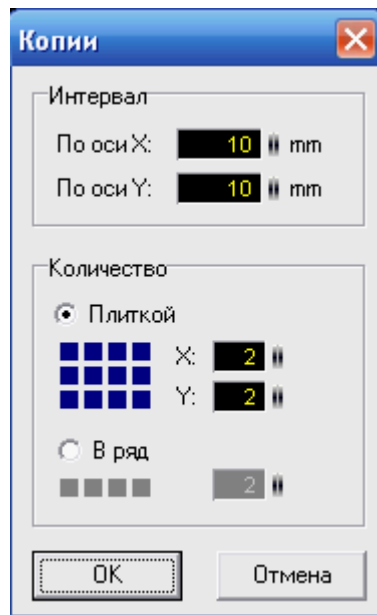 Копии
Интервал
По оси X: 10 mm
По оси Y: 10 mm
Количество
Плиткой
X: 2
Y: 2
В ряд
2
OK Отмена